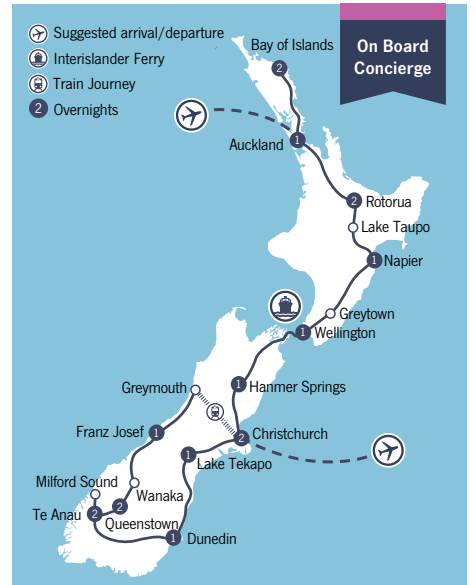 Suggested arrival/departure
Interislander Ferry
Train Journey
2 Overnights
On Board
Concierge
Bay of Islands
2
Auckland
1
2
Rotorua
Lake Taupo
1 Napier
Greytown
1
Wellington
Greymouth
1 Hanmer Springs
Franz Josef 1
2 Christchurch
1
Lake Tekapo
Milford Sound
Wanaka
Te Anau 2
2
Queenstown
1 Dunedin